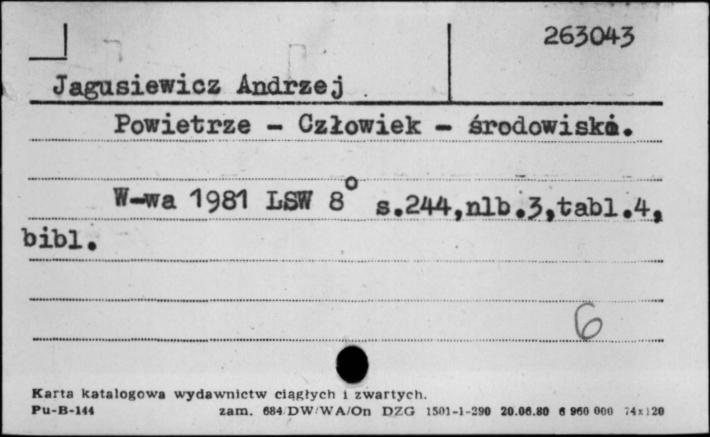 263043
Jagusiewicz Andrzej
Powietrze - Człowiek - środowisko.
W-wa 1981 LSW 8° s.244,nlb.3,tabl.4,
bibl.
6
Karta katalogowa wydawnictw ciągłych i zwartych.
Pu-B-144 zam. 684/DW/WA/On DZG 1501-1-290 20.06.80 6 960 000 74x120